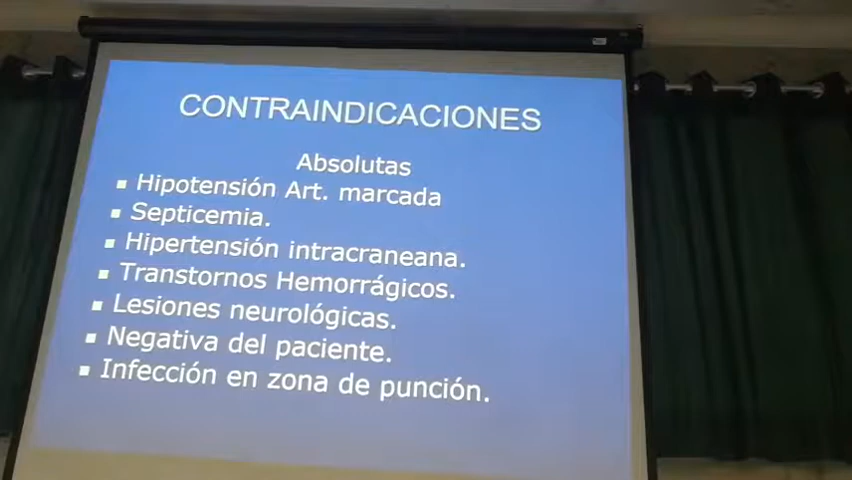 CONTRAINDICACIONES
Absolutas
Hipotensión Art. marcada
Septicemia.
Hipertensión intracraneana.
Transtornos Hemorrágicos.
Lesiones neurológicas.
Negativa del paciente.
Infección en zona de punción.